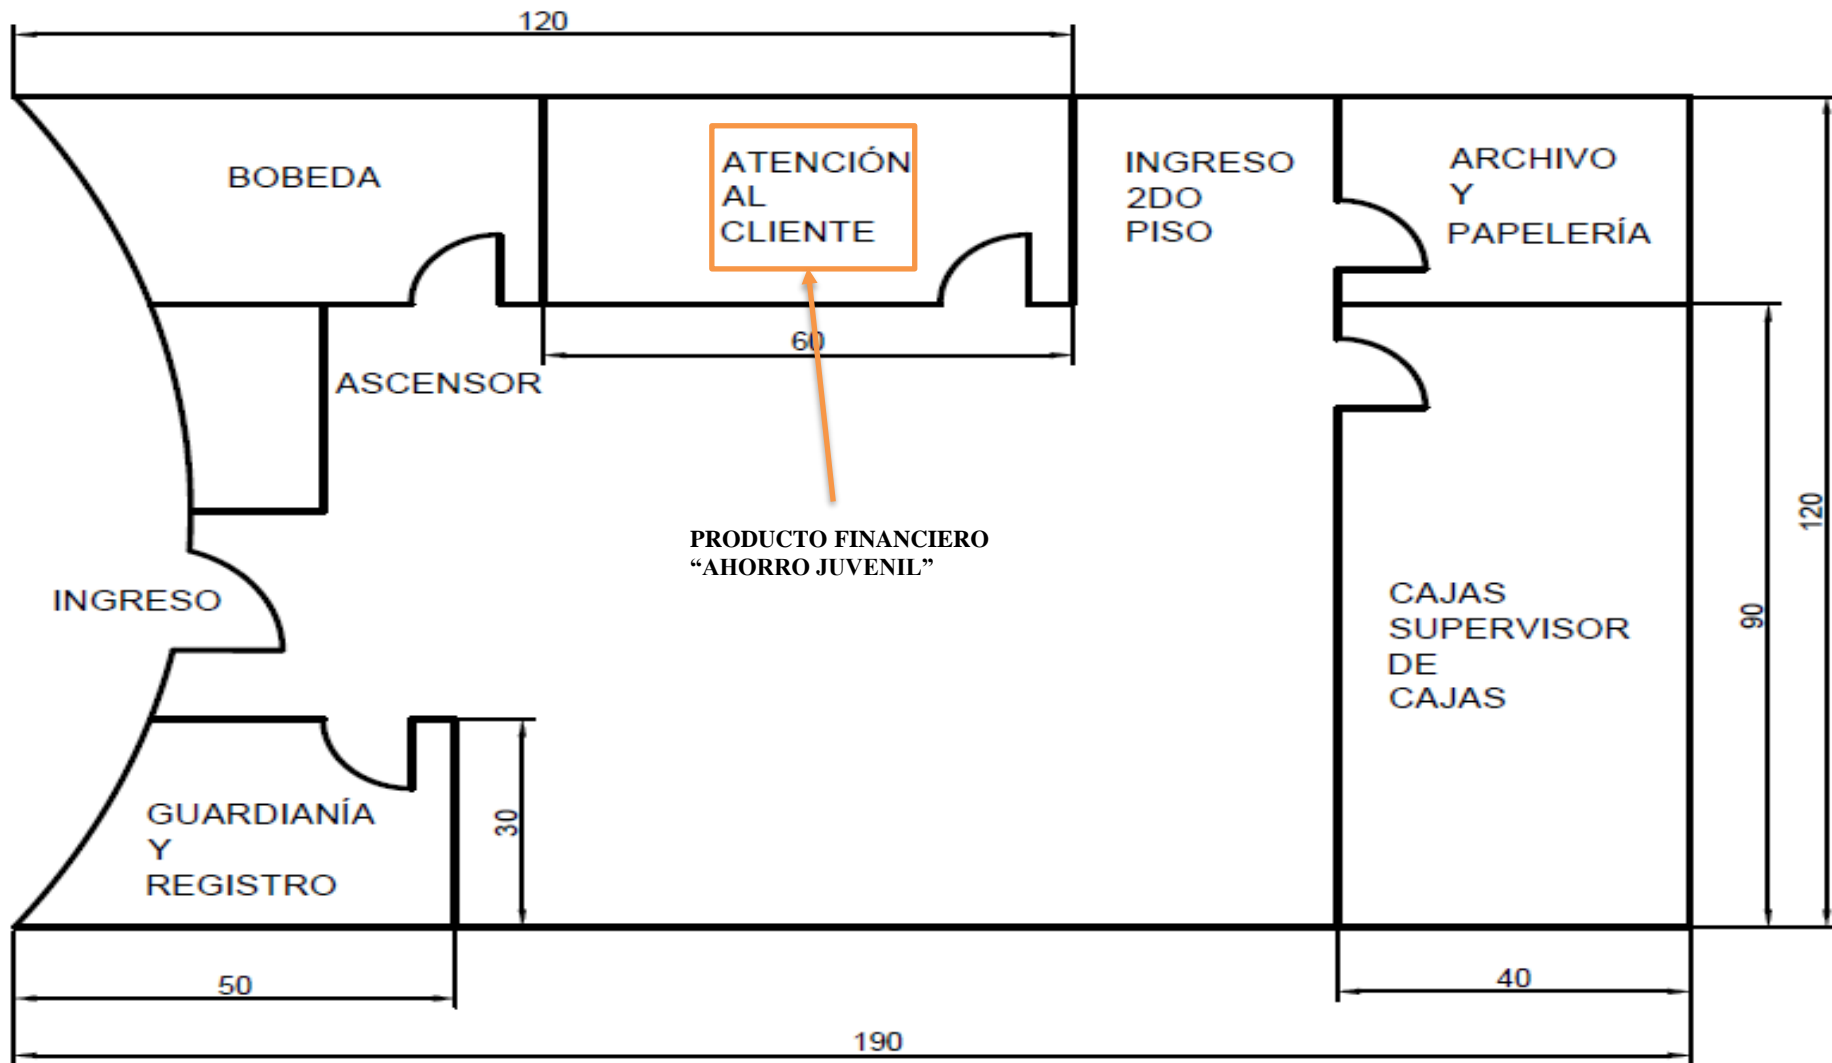 120
BOBEDA
ATENCIÓN
AL
CLIENTE
INGRESO
2DO
PISO
ARCHIVO
Y
PAPELERÍA
60
ASCENSOR
120
PRODUCTO FINANCIERO
“AHORRO JUVENIL”
INGRESO
CAJAS
SUPERVISOR
DE
CAJAS
90
GUARDIANÍA
Y
REGISTRO
30
50
40
190